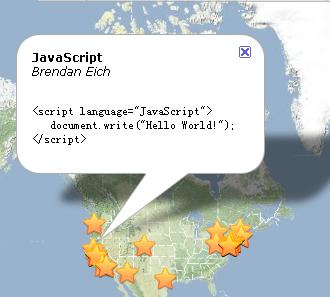 JavaScript
Brendan Eich
<script language="JavaScript">
document.write("Hello World!");
</script>